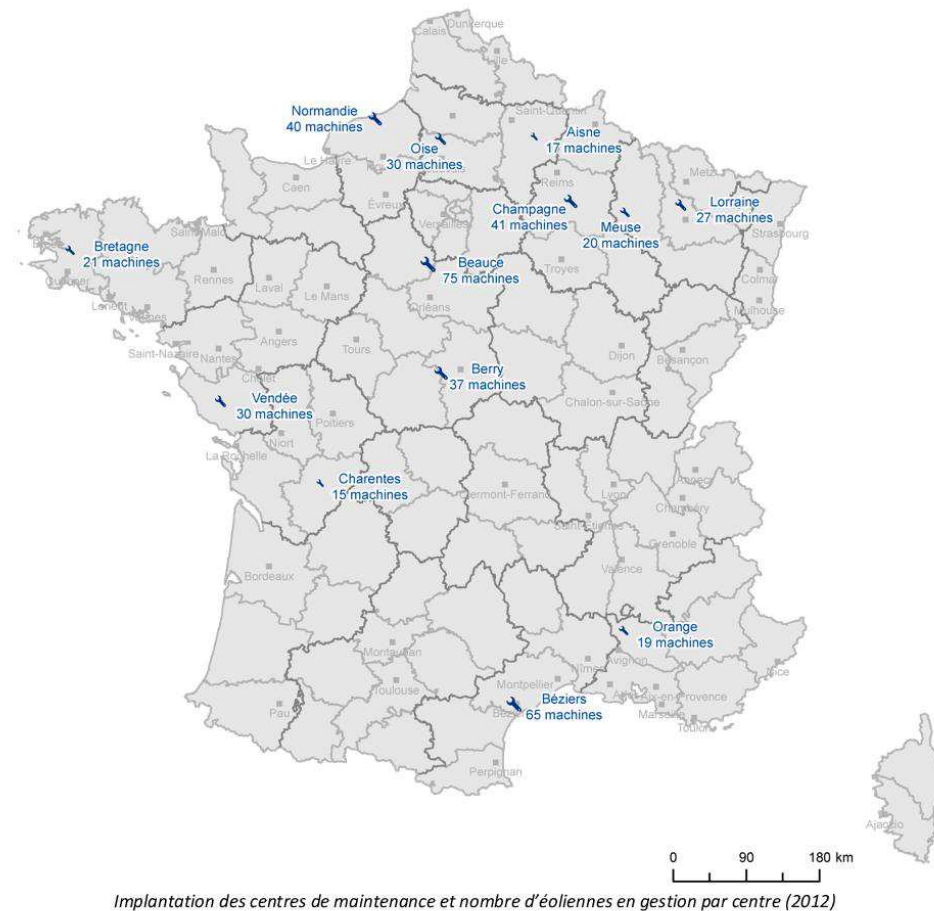 Dunkerque
Calais
Lille
Normandie
40 machines
Saint-Quentin
Oise
30 machines
Aisne
17 machines
Le Havre
Caen
Évreux
Reims
Metz
Champagne
41 machines
Lorraine
27 machines
Meuse
20 machines
Versailles
Strasbourg
Saint-Malo
Bretagne
21 machines
Beauce
75 machines
Troyes
Colmar
Rennes
Laval
Le Mans
Orléans
Mulhouse
Lorient
Angers
Tours
Saint-Nazaire
Nantes
Dijon
Besançon
Cholet
Berry
37 machines
Vendée
30 machines
Chalon-sur-Saône
Poitiers
Niort
La Rochelle
Charentes
15 machines
Clermont-Ferrand
Lyon
Annecy
Chambéry
Saint-Étienne
Grenoble
Valence
Bordeaux
Orange
19 machines
Montauban
Avignon
Nîmes
Nice
Toulouse
Montpellier
Aix-en-Provence
Pau
Béziers
65 machines
Marseille
Toulon
Perpignan
Ajaccio
0 90 180 km
Implantation des centres de maintenance et nombre d'éoliennes en gestion par centre (2012)